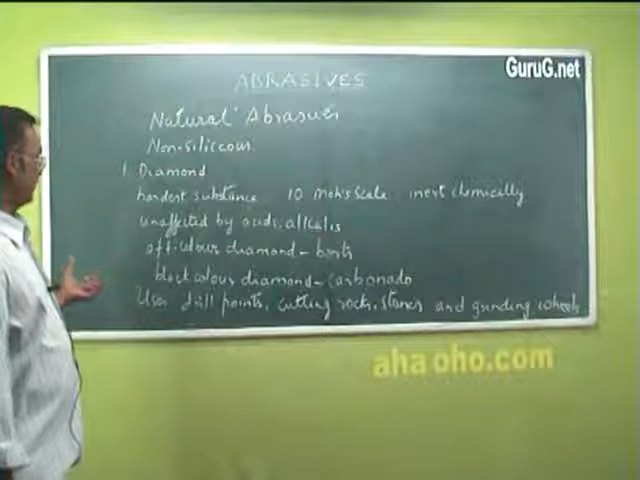 GuruG.net
ABRASIVES
Natural Abrasives
Non-siliceous
1. Diamond
hardest substance 10 Moh's Scale inert chemically
unaffected by acids, alkalis
off colour diamond - borts
black colour diamond - carbonado
Uses drill points, cutting rocks, stones and grinding wheels
ahaoho.com